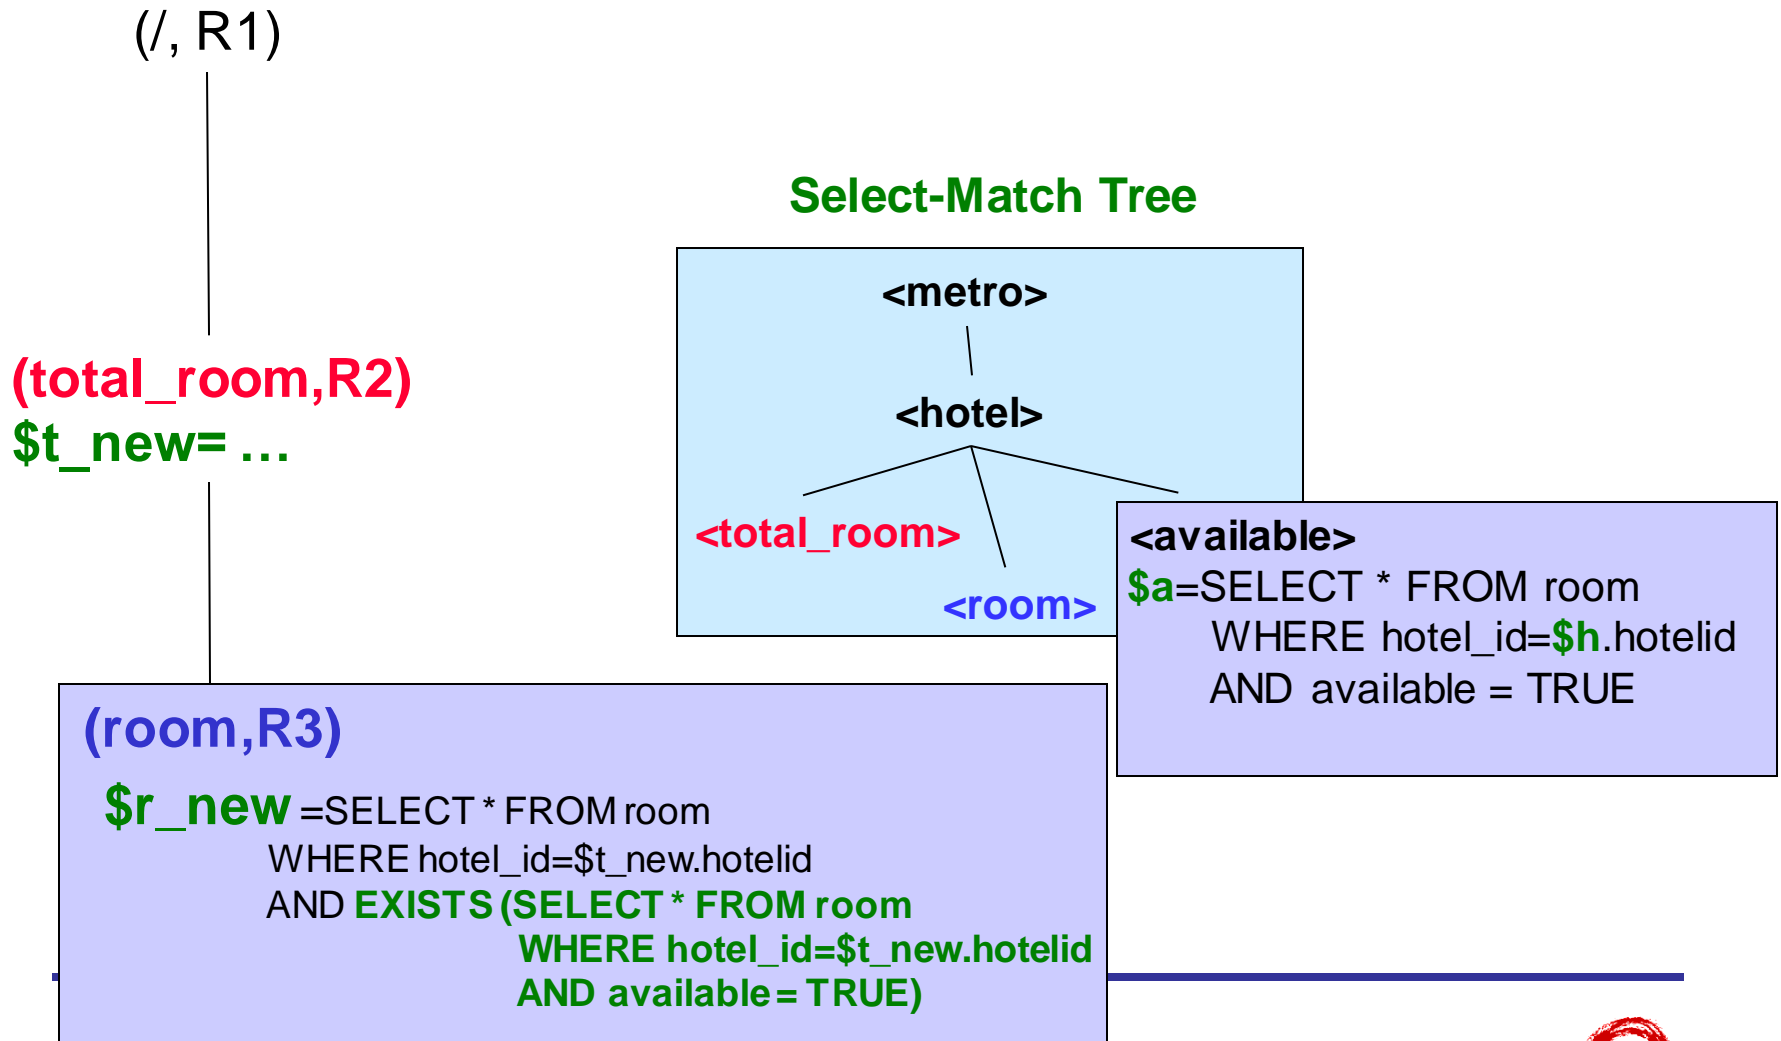 (/, R1)
Select-Match Tree
<metro>
<hotel>
<total_room>
<room>
(total_room,R2)
$t_new= …
<available>
$a=SELECT * FROM room
WHERE hotel_id=$h.hotelid
AND available = TRUE
(room,R3)
$r_new =SELECT * FROM room
WHERE hotel_id=$t_new.hotelid
AND EXISTS (SELECT * FROM room
WHERE hotel_id=$t_new.hotelid
AND available = TRUE)